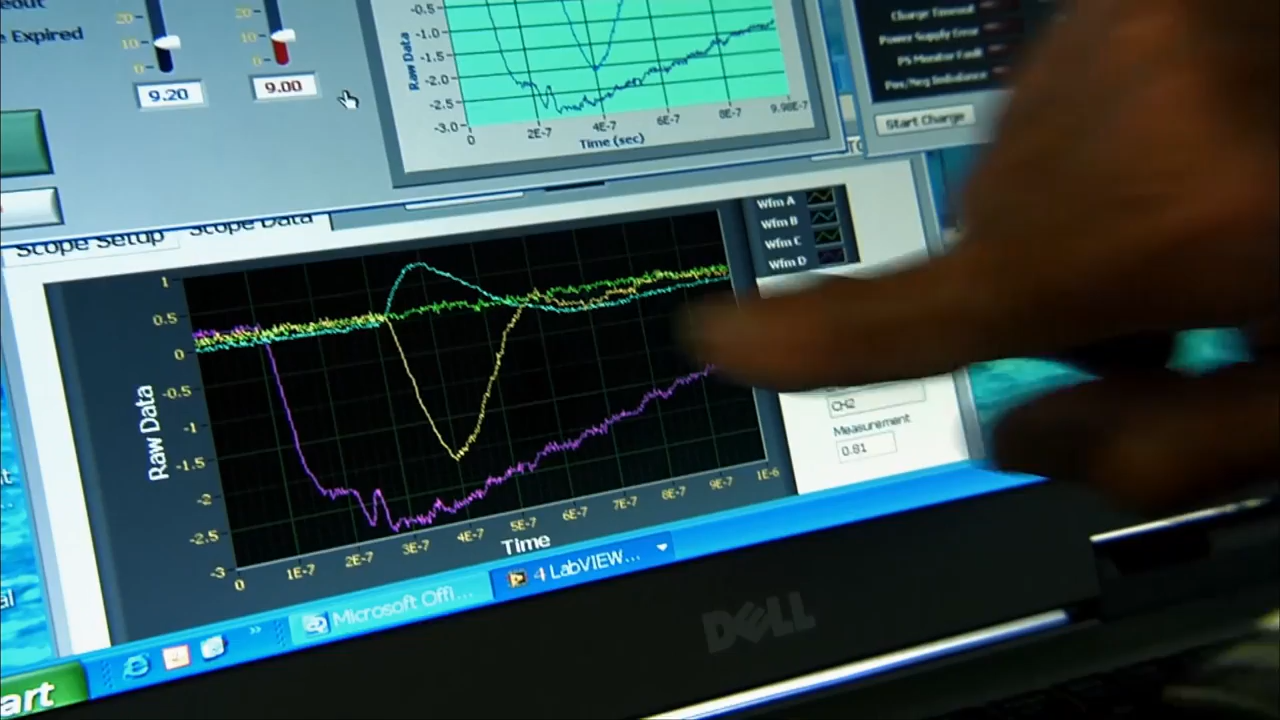 eout
e Expired
20
10
0
9.20
20
10
0
9.00
Raw Data
-0.5
-1.0
-1.5
-2.0
-2.5
-3.0
0
2E-7
4E-7
6E-7
8E-7
9.98E-7
Time (sec)
Charge Timeout
Power Supply Error
PS Monitor Fault
Pos/Neg Imbalance
Start Charge
Scope Setup
Scope Data
Wfm A
Wfm B
Wfm C
Wfm D
Raw Data
1
0.5
0
-0.5
-1
-1.5
-2
-2.5
-3
0
1E-7
2E-7
3E-7
4E-7
5E-7
6E-7
7E-7
8E-7
9E-7
1E-6
Time
CH2
Measurement
0.81
Microsoft Offi...
4 LabVIEW...
art
DELL